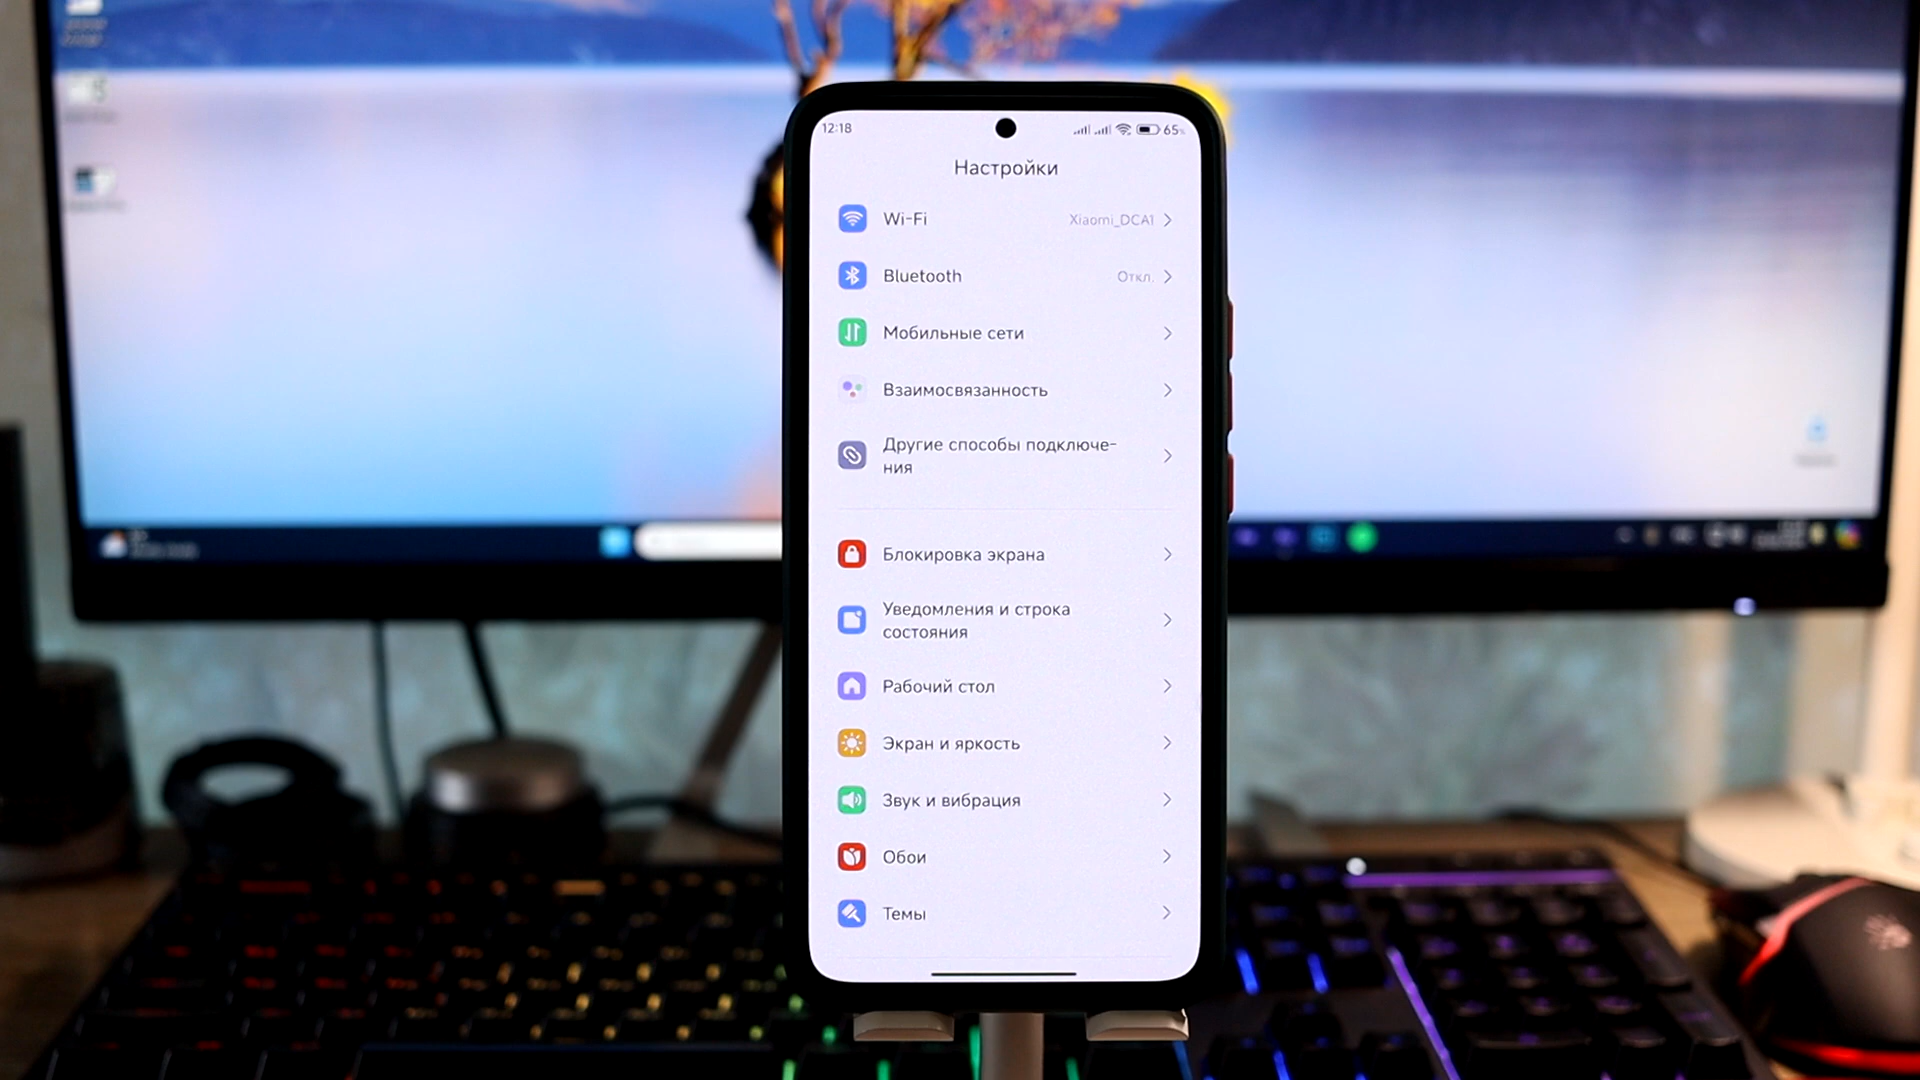 12:18
65%
Настройки
Wi-Fi
Xiaomi_DCA1
Bluetooth
Откл.
Мобильные сети
Взаимосвязанность
Другие способы подключе-
ния
Блокировка экрана
Уведомления и строка
состояния
Рабочий стол
Экран и яркость
Звук и вибрация
Обои
Темы